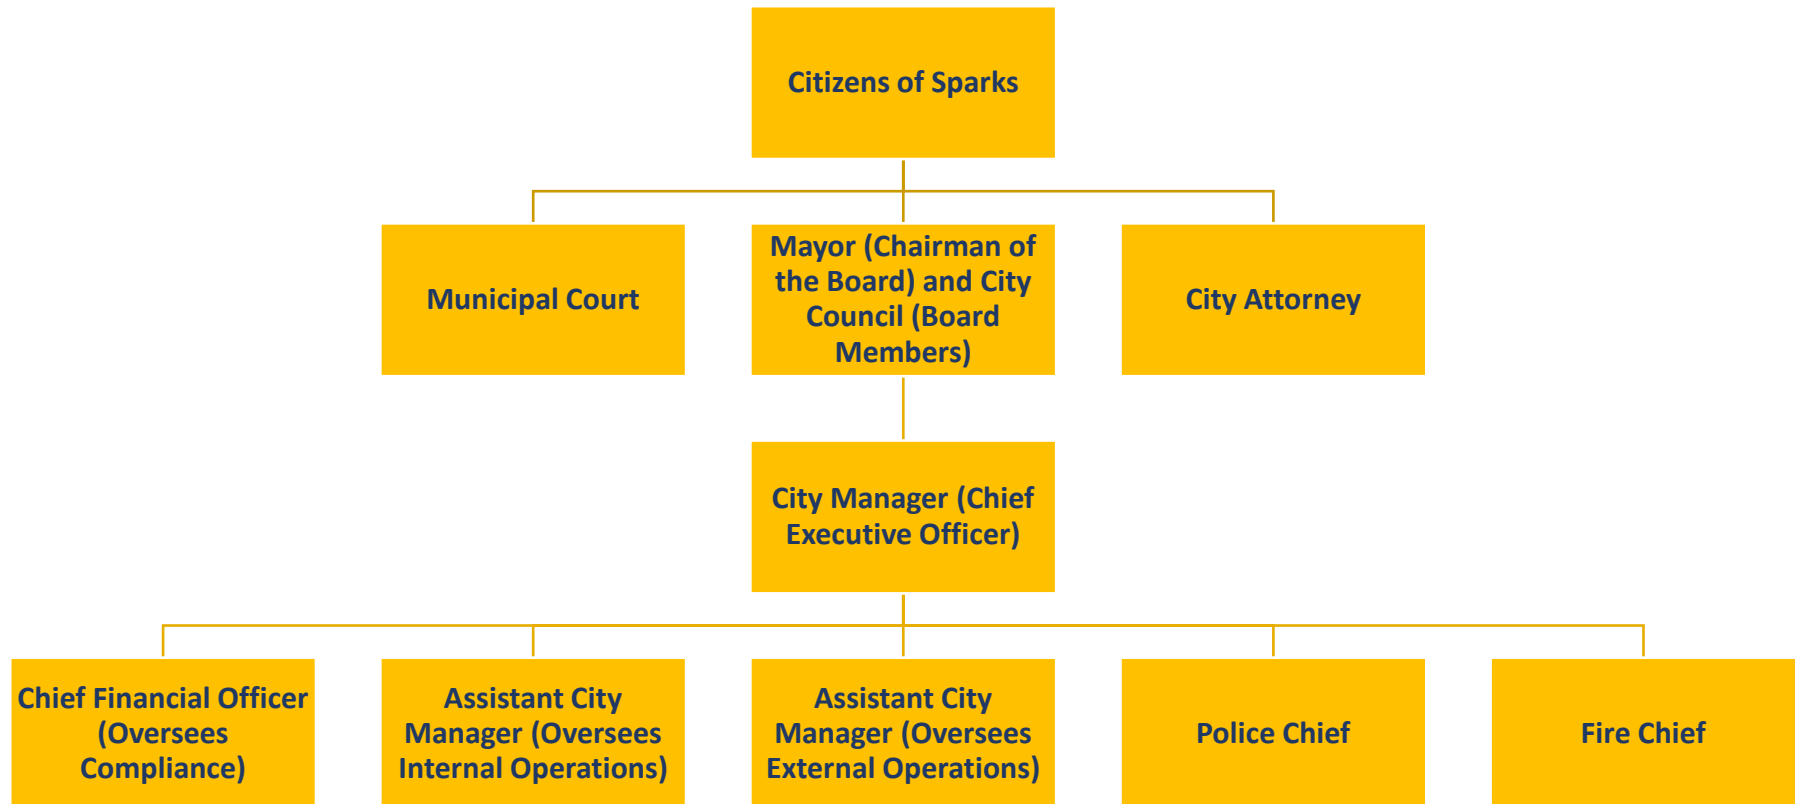 Citizens of Sparks
Municipal Court
Mayor (Chairman of
the Board) and City
Council (Board
Members)
City Attorney
City Manager (Chief
Executive Officer)
Chief Financial Officer
(Oversees
Compliance)
Assistant City
Manager (Oversees
Internal Operations)
Assistant City
Manager (Oversees
External Operations)
Police Chief
Fire Chief